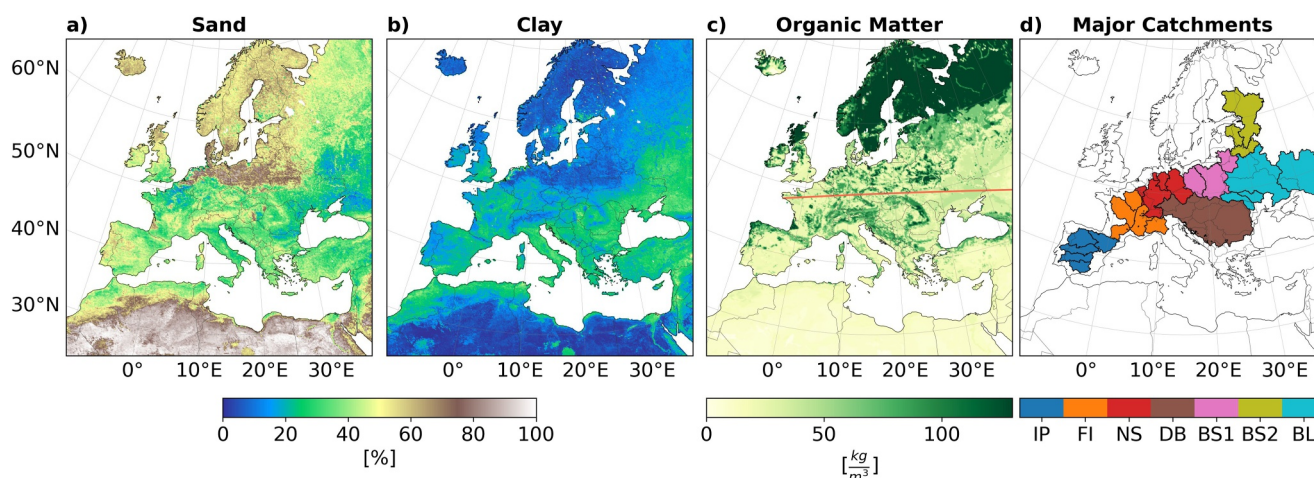 a) Sand
b) Clay
c) Organic Matter
d) Major Catchments
60°N
50°N
40°N
30°N
0° 10°E 20°E 30°E
0° 10°E 20°E 30°E
0° 10°E 20°E 30°E
0° 10°E 20°E 30°E
0 20 40 60 80 100
[%]
0 50 100
[kg/m³]
IP FI NS DB BS1 BS2 BL